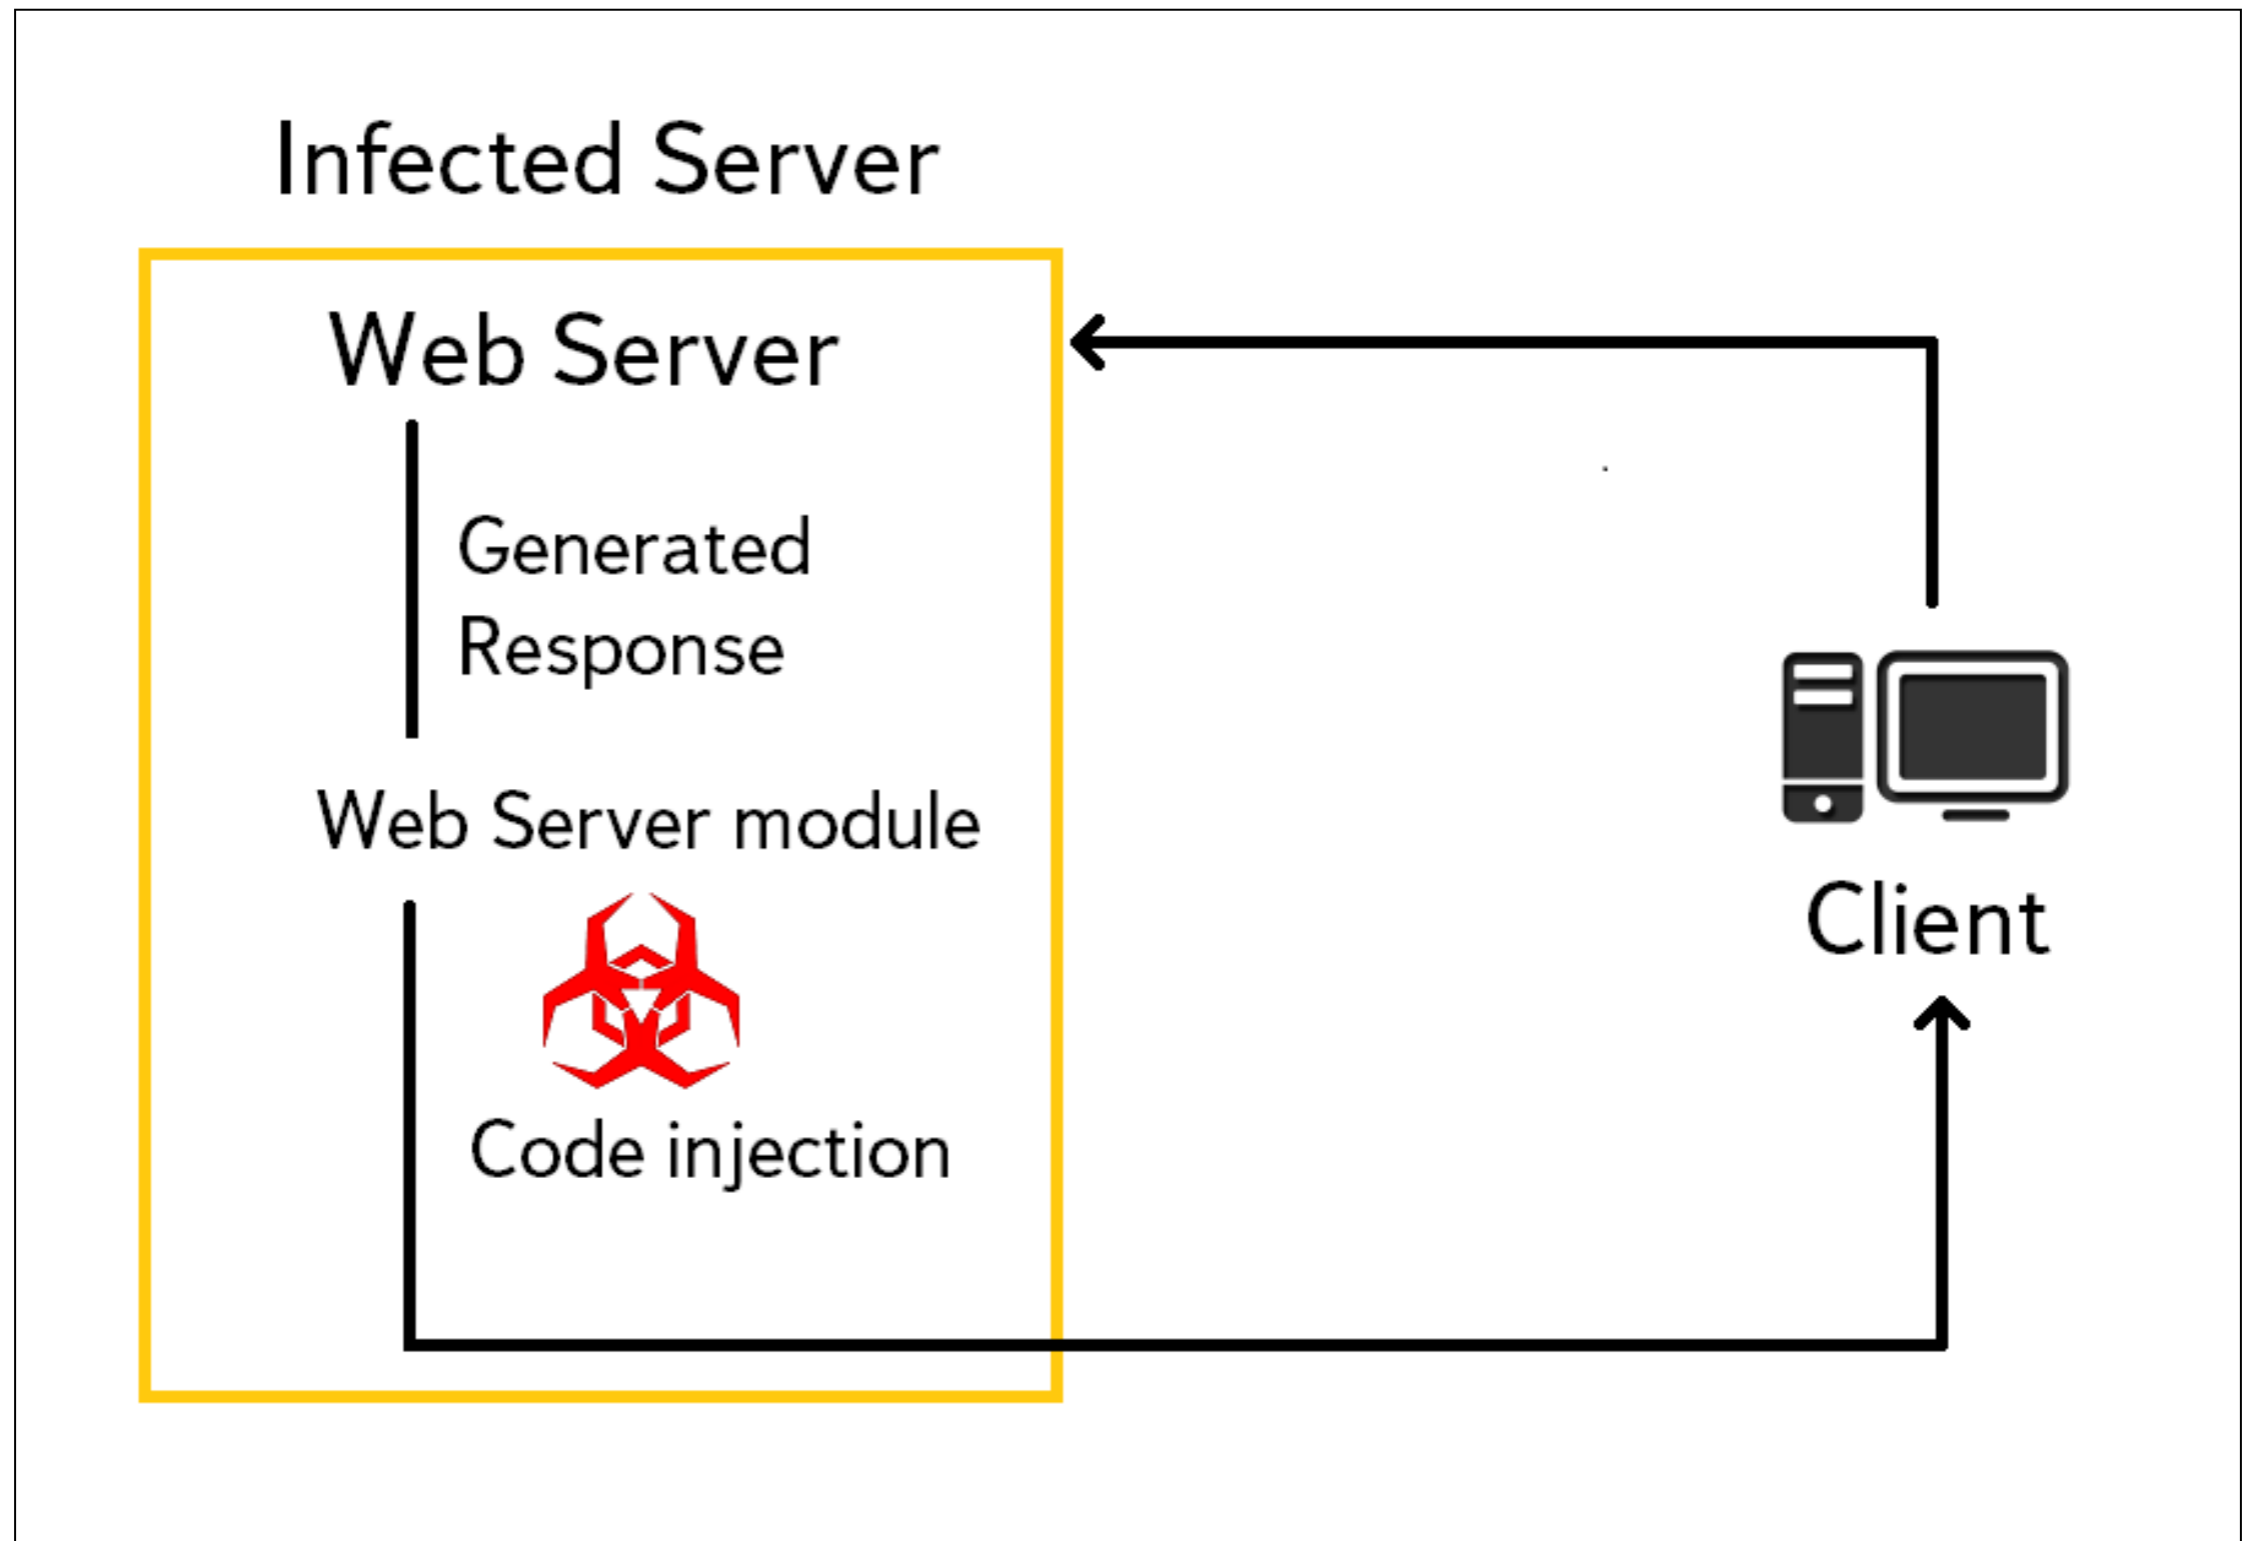 Infected Server
Web Server
Generated
Response
Web Server module
Code injection
Client